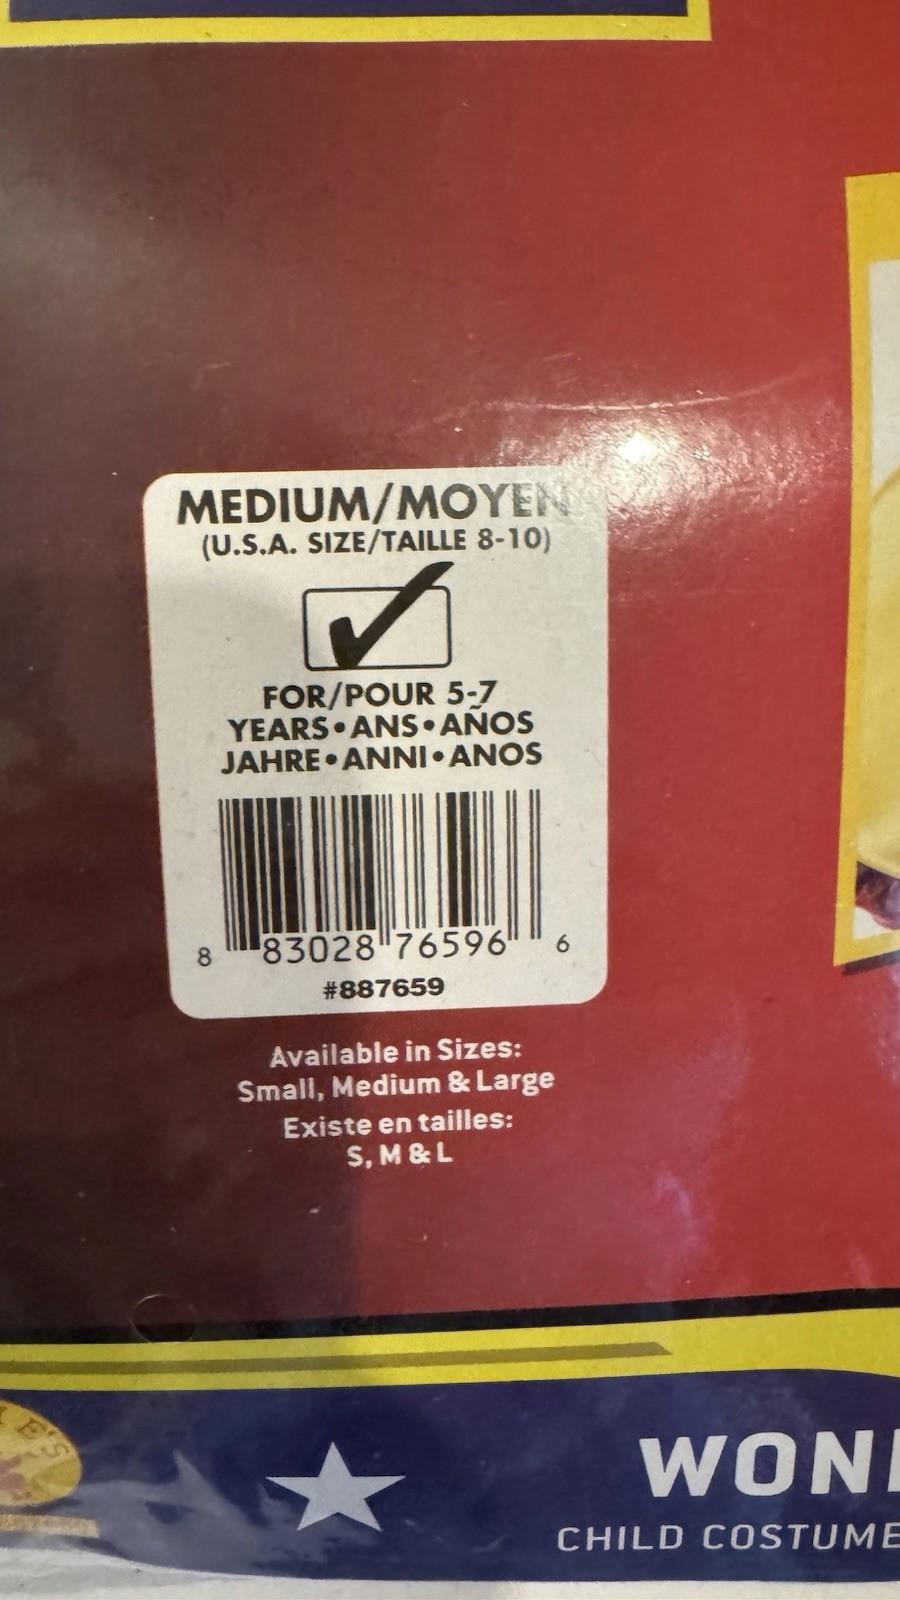 MEDIUM/MOYEN
(U.S.A. SIZE/TAILLE 8-10)
FOR/POUR 5-7
YEARS•ANS•AÑOS
JAHRE•ANNI•ANOS
8 83028 76596 6
#887659
Available in Sizes:
Small, Medium & Large
Existe en tailles:
S, M & L
WON
CHILD COSTUME